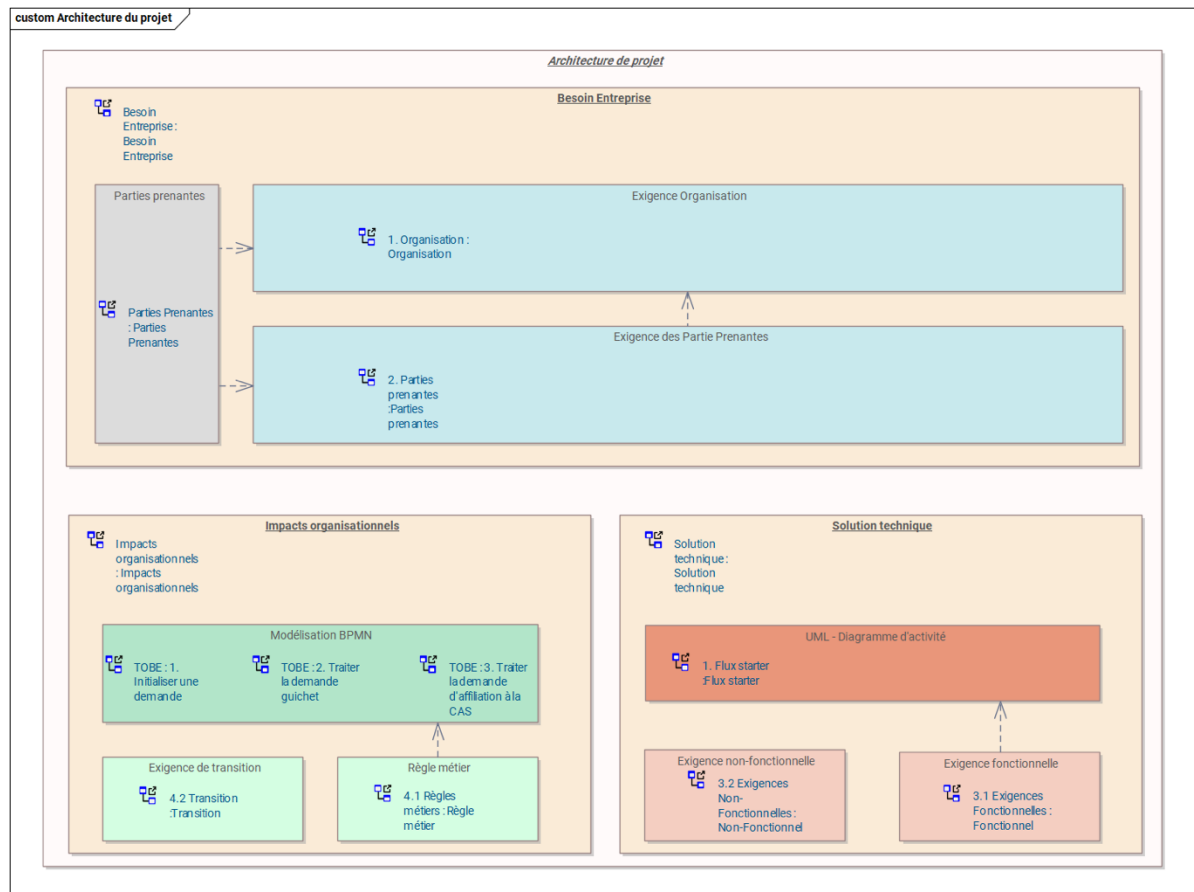 custom Architecture du projet
Architecture de projet
Besoin Entreprise
Besoin
Entreprise :
Besoin
Entreprise
Parties prenantes
Parties Prenantes
: Parties
Prenantes
Exigence Organisation
1. Organisation :
Organisation
Exigence des Partie Prenantes
2. Parties
prenantes
:Parties
prenantes
Impacts organisationnels
Impacts
organisationnels
: Impacts
organisationnels
Modélisation BPMN
TOBE : 1.
Initialiser une
demande
TOBE : 2. Traiter
la demande
guichet
TOBE : 3. Traiter
la demande
d'affiliation à la
CAS
Exigence de transition
4.2 Transition
:Transition
Règle métier
4.1 Règles
métiers : Règle
métier
Solution technique
Solution
technique :
Solution
technique
UML - Diagramme d'activité
1. Flux starter
:Flux starter
Exigence non-fonctionnelle
3.2 Exigences
Non-
Fonctionnelles :
Non-Fonctionnel
Exigence fonctionnelle
3.1 Exigences
Fonctionnelles :
Fonctionnel